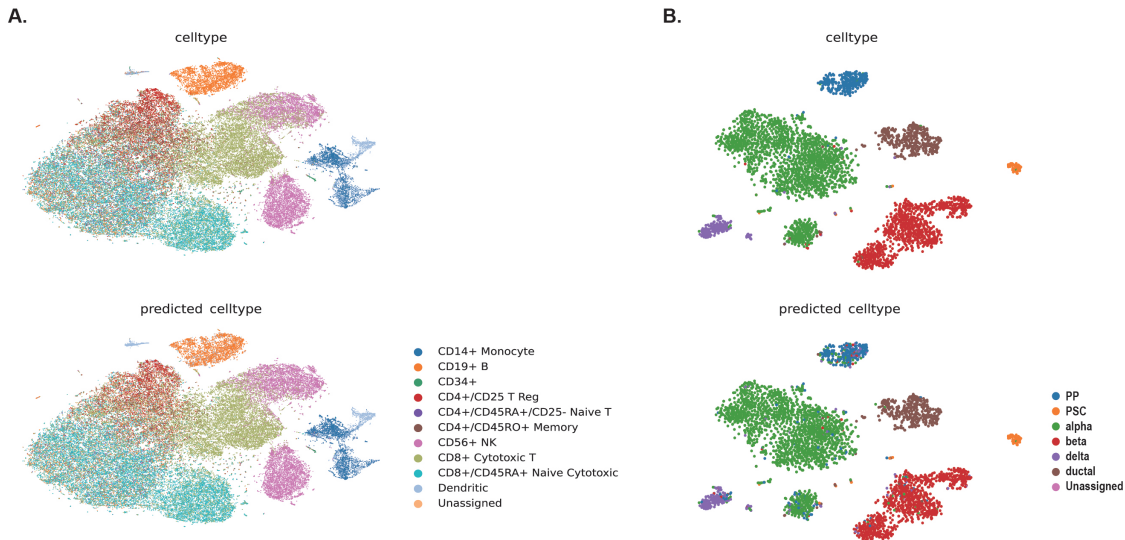 A.
celltype
predicted celltype
CD14+ Monocyte
CD19+ B
CD34+
CD4+/CD25 T Reg
CD4+/CD45RA+/CD25- Naive T
CD4+/CD45RO+ Memory
CD56+ NK
CD8+ Cytotoxic T
CD8+/CD45RA+ Naive Cytotoxic
Dendritic
Unassigned
B.
celltype
predicted celltype
PP
PSC
alpha
beta
delta
ductal
Unassigned